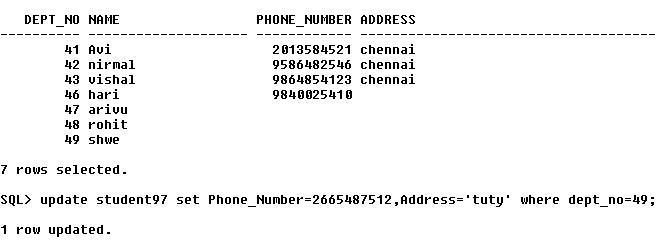 DEPT_NO NAME PHONE_NUMBER ADDRESS
---------- -------------------- ------------ -------------------------------------
41 Avi 2013584521 chennai
42 nirmal 9586482546 chennai
43 vishal 9864854123 chennai
46 hari 9840025410
47 arivu
48 rohit
49 shwe
7 rows selected.
SQL> update student97 set Phone_Number=2665487512,Address='tuty' where dept_no=49;
1 row updated.